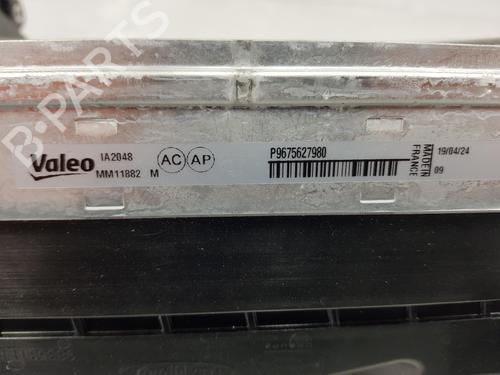 B-PARTS
Valeo
IA2048
MM11882 M
AC AP
P9675627980
MADE IN
FRANCE
19/04/24
09